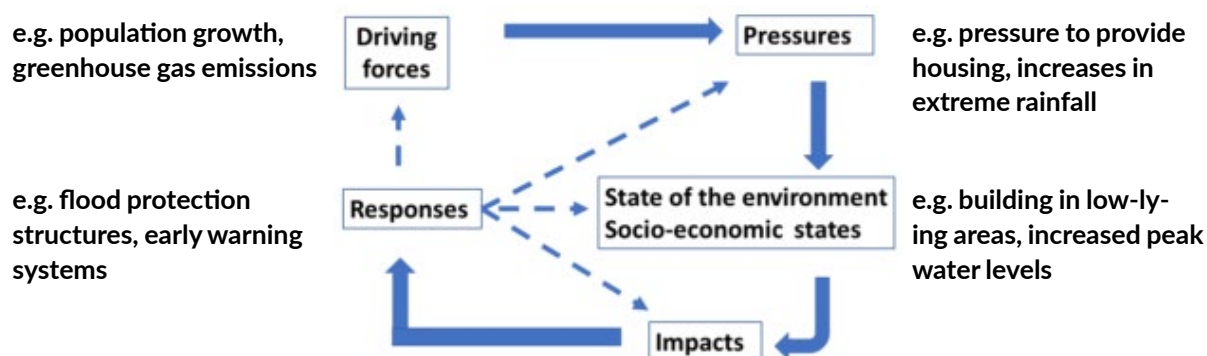 e.g. population growth,
greenhouse gas emissions
Driving
forces
Pressures
e.g. pressure to provide
housing, increases in
extreme rainfall
e.g. flood protection
structures, early warning
systems
Responses
State of the environment
Socio-economic states
e.g. building in low-ly-
ing areas, increased peak
water levels
Impacts